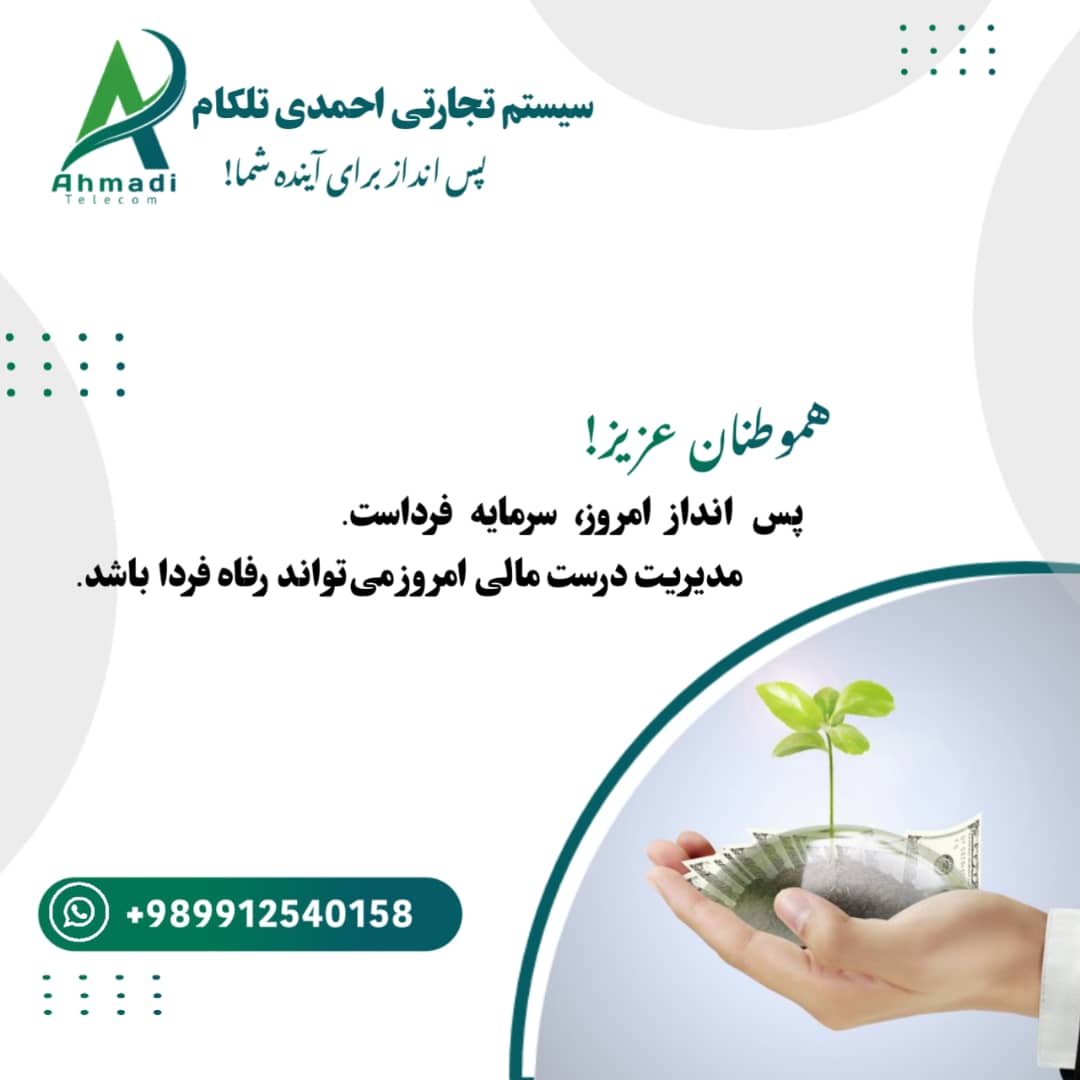 سیستم تجارتی احمدی تلکام
پس انداز برای آینده شما!
Ahmadi
Telecom
هموطنان عزیز!
پس انداز امروز، سرمایه فرداست.
مدیریت درست مالی امروز می‌تواند رفاه فردا باشد.
+989912540158